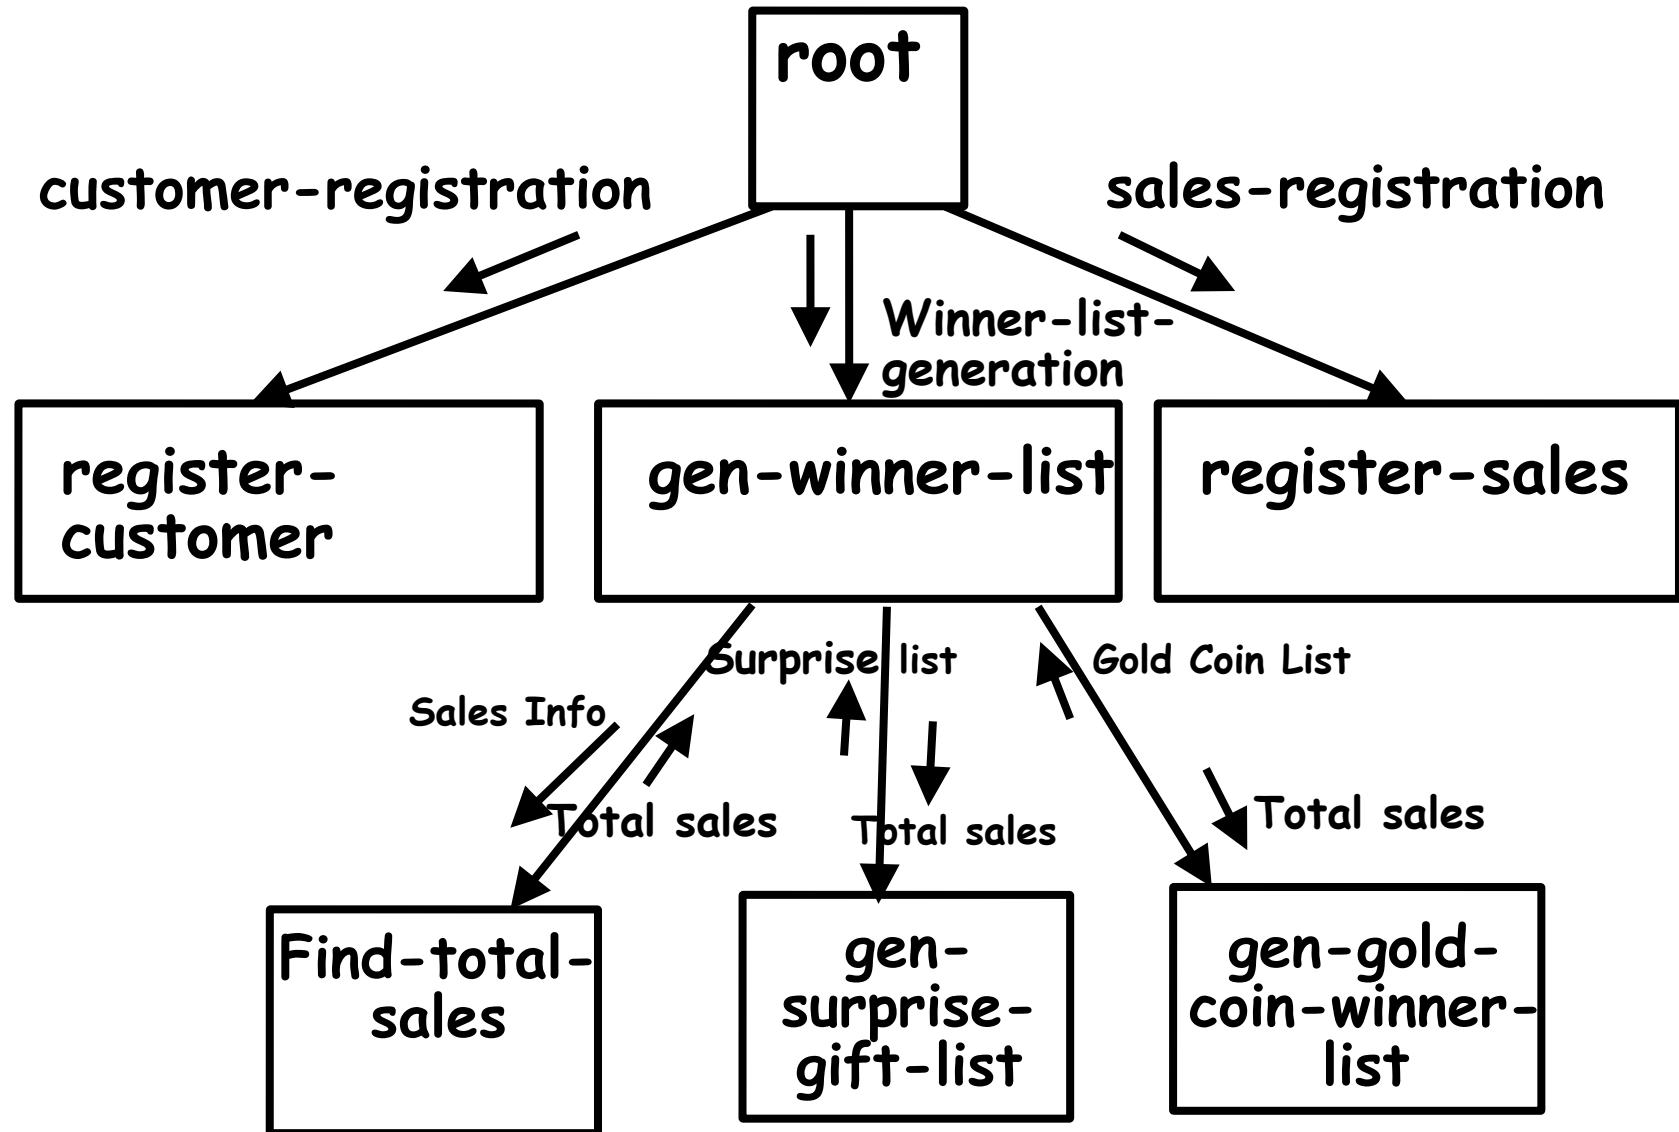 root
customer-registration
sales-registration
Winner-list-
generation
register-
customer
gen-winner-list
register-sales
Surprise list
Gold Coin List
Sales Info
Total sales
Total sales
Total sales
Find-total-
sales
gen-
surprise-
gift-list
gen-gold-
coin-winner-
list